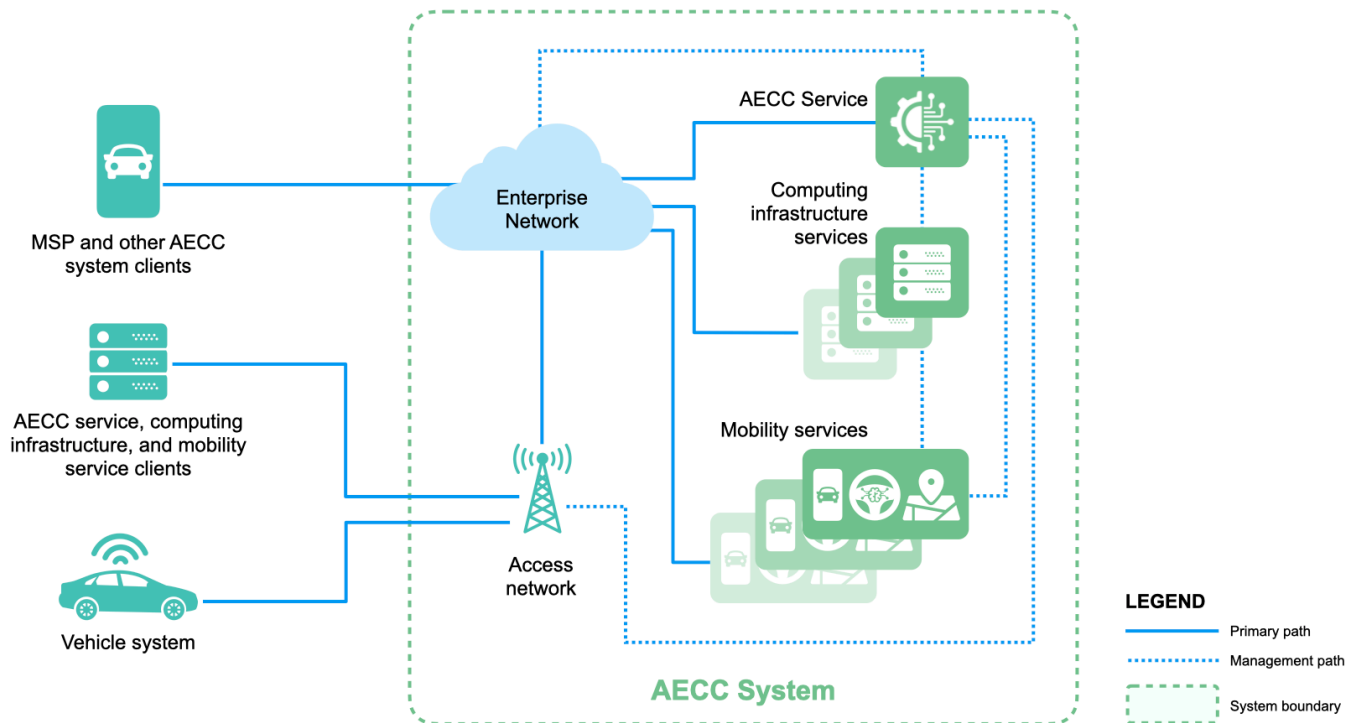 AECC Service
Enterprise
Network
Computing
infrastructure
services
MSP and other AECC
system clients
AECC service, computing
infrastructure, and mobility
service clients
Mobility services
Access
network
Vehicle system
LEGEND
Primary path
Management path
System boundary
AECC System